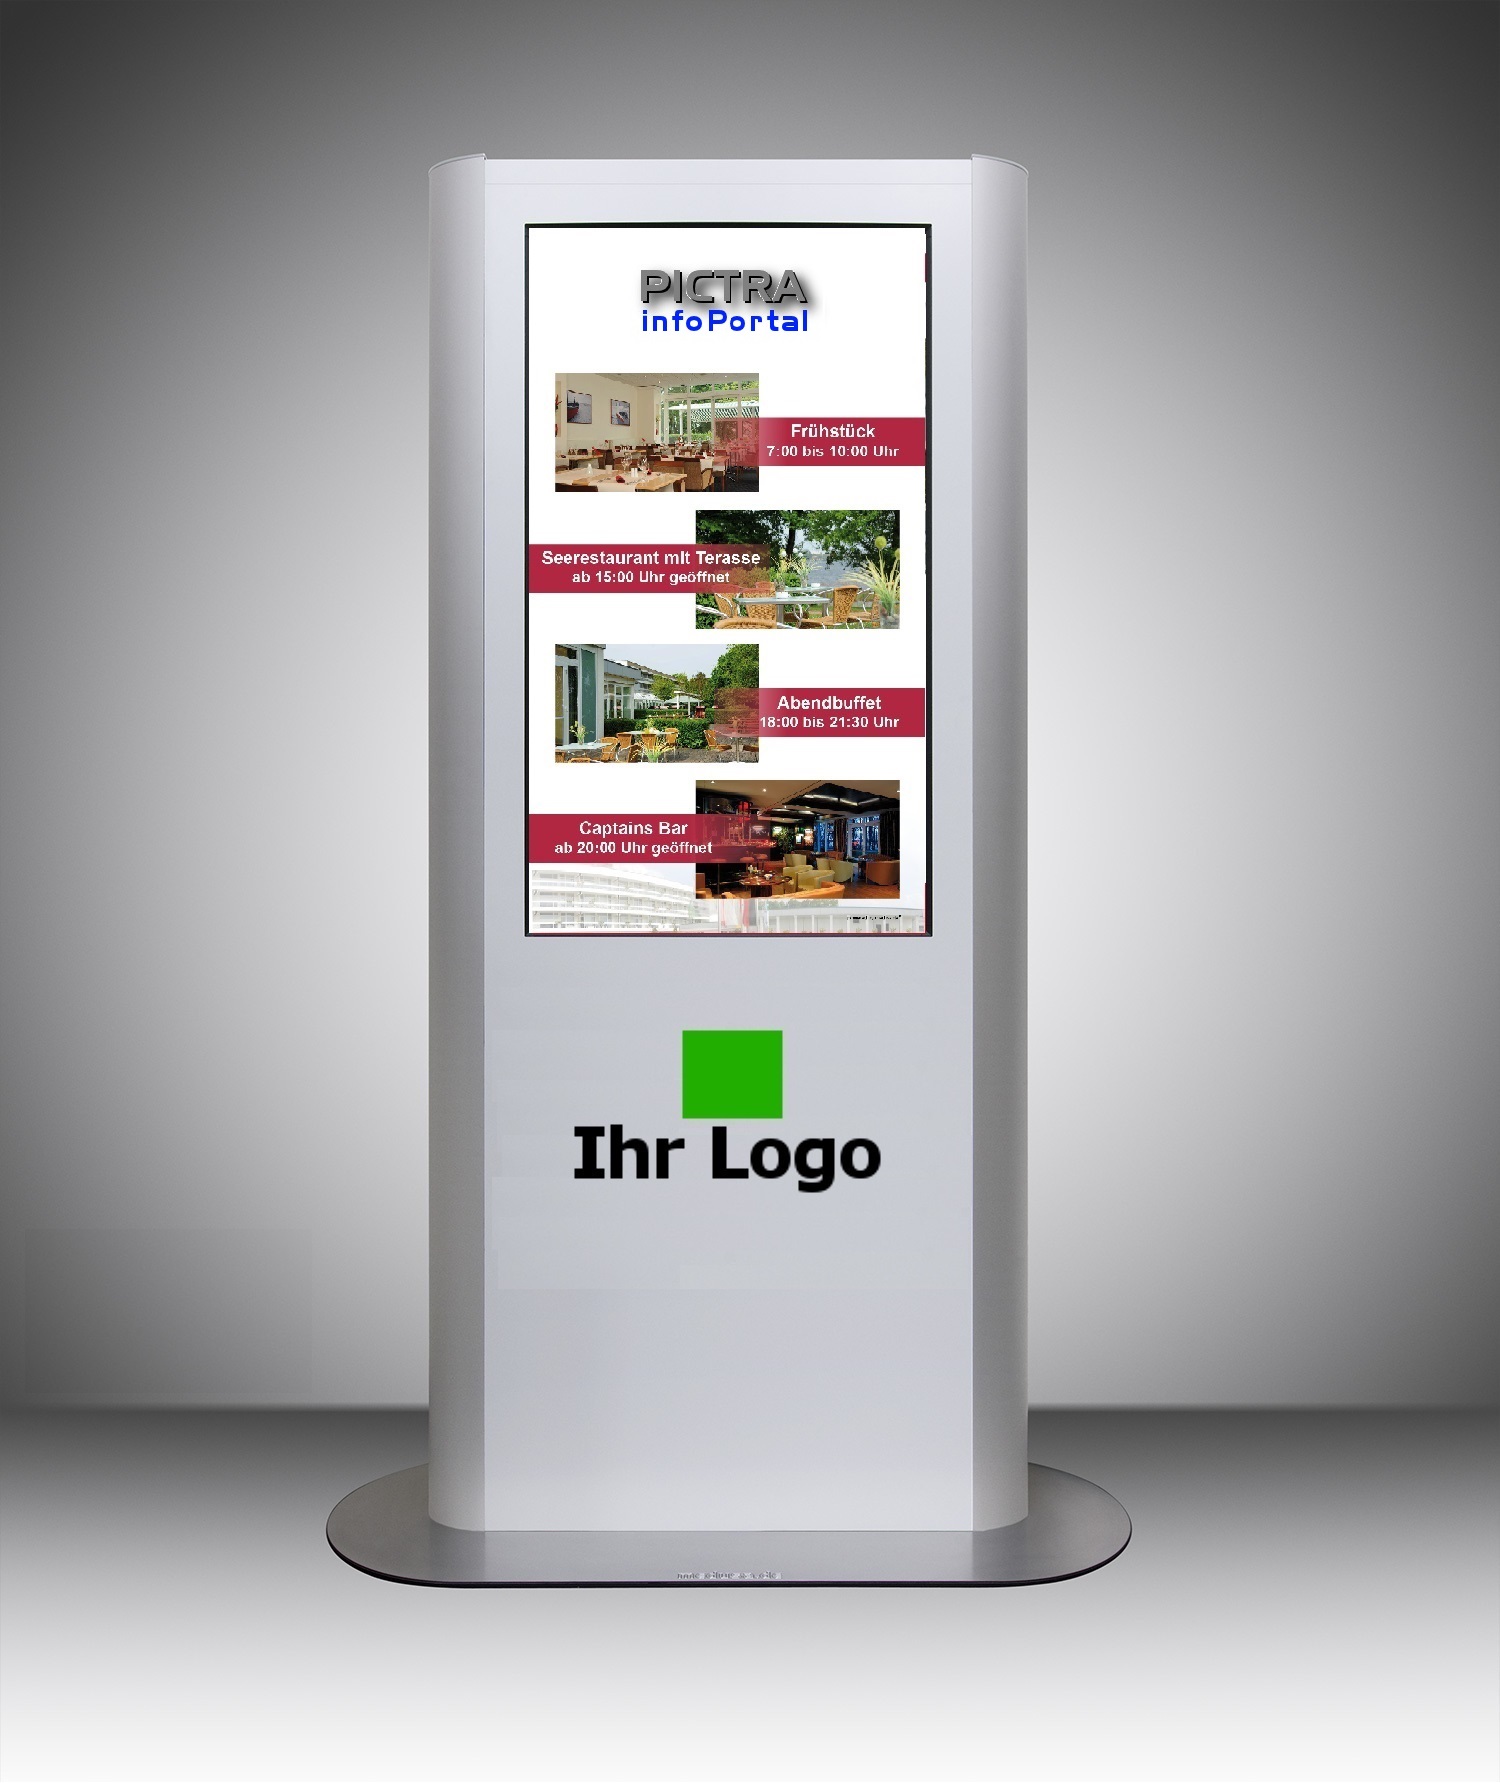 PICTRA
infoPortal
Frühstück
7:00 bis 10:00 Uhr
Seerestaurant mit Terasse
ab 15:00 Uhr geöffnet
Abendbuffet
18:00 bis 21:30 Uhr
Captains Bar
ab 20:00 Uhr geöffnet
Ihr Logo